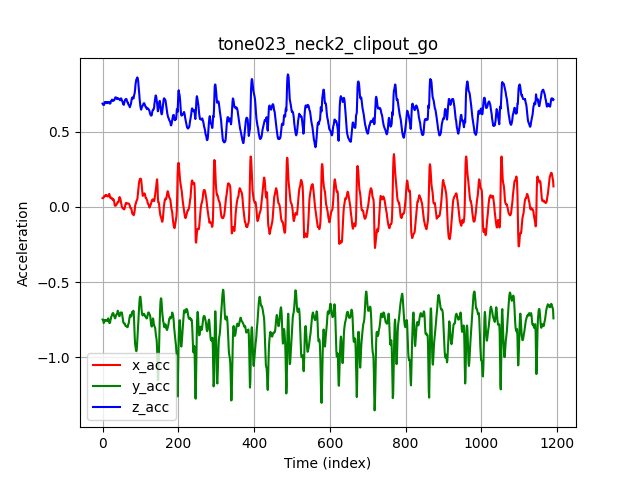 tone023_neck2_clipout_go
Acceleration
0.5
0.0
−0.5
−1.0
x_acc
y_acc
z_acc
0 200 400 600 800 1000 1200
Time (index)